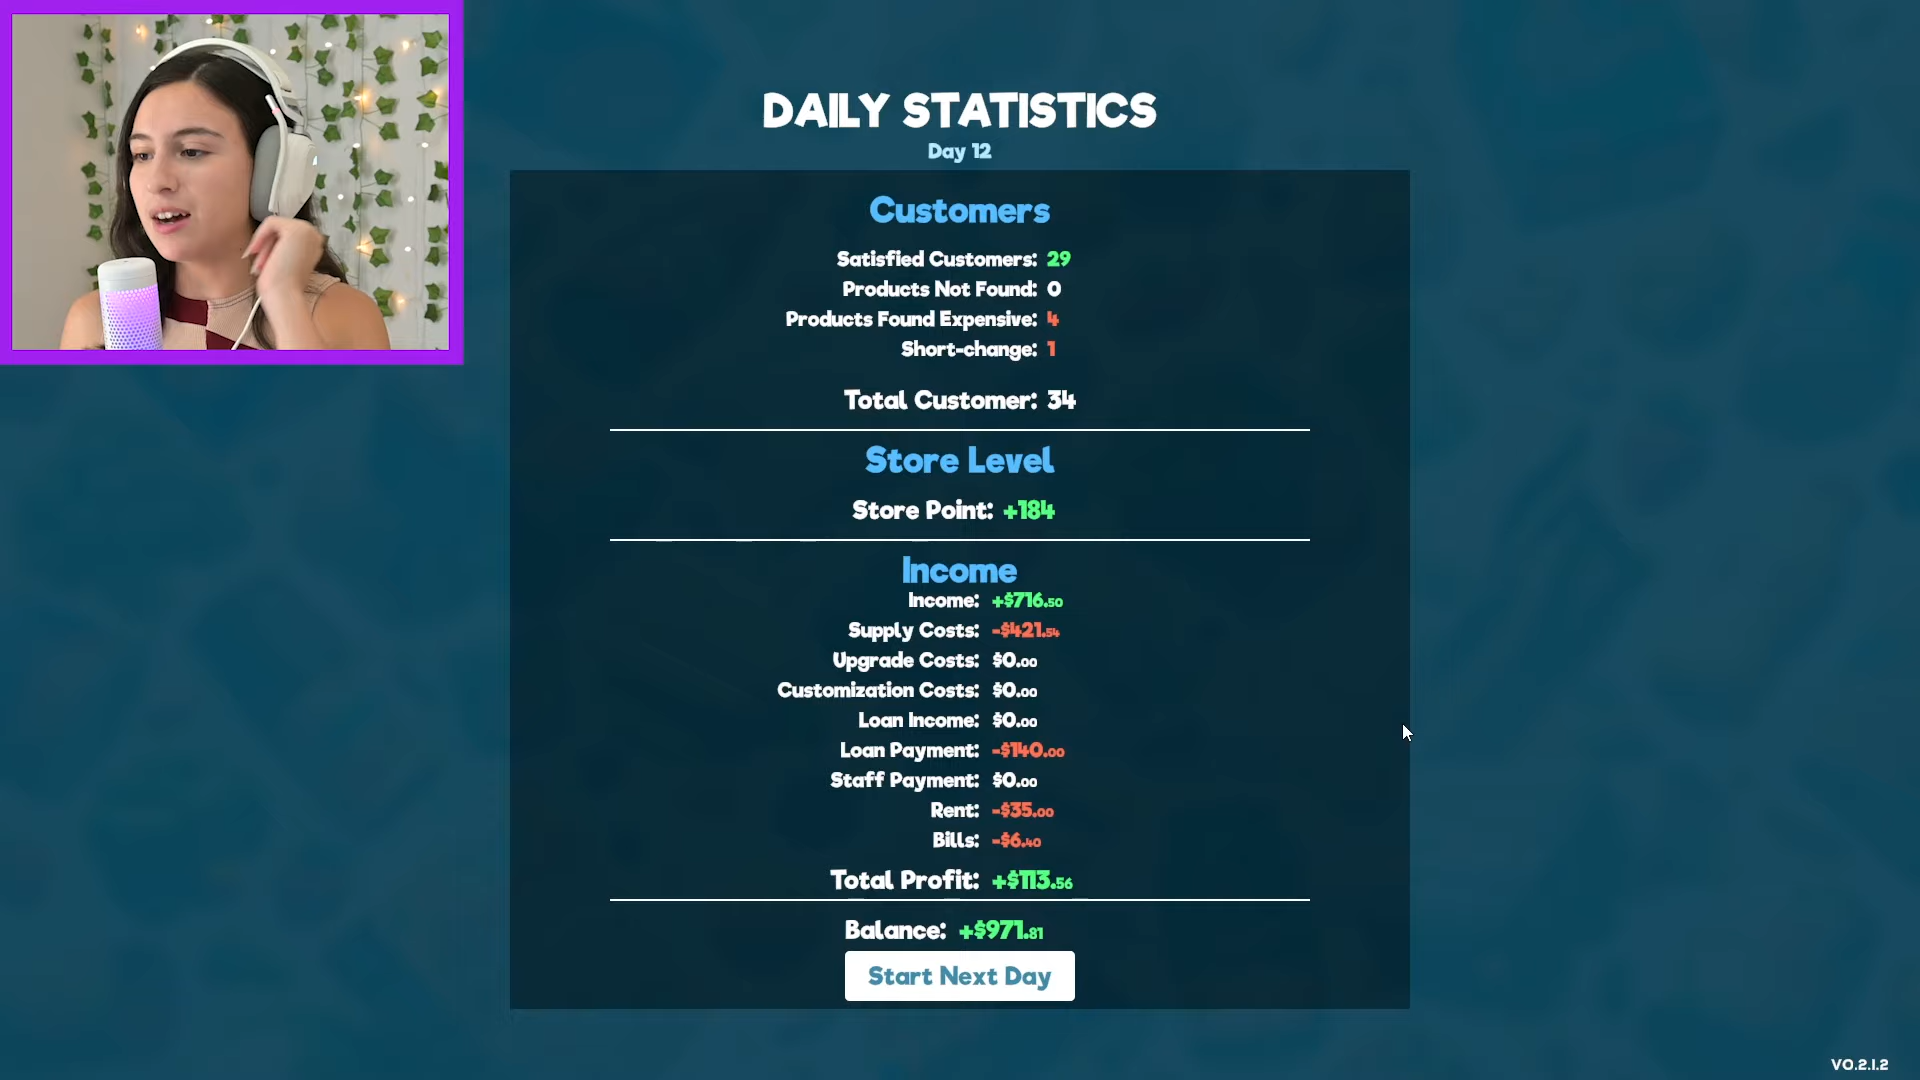 DAILY STATISTICS
Day 12
Customers
Satisfied Customers: 29
Products Not Found: 0
Products Found Expensive: 4
Short-change: 1
Total Customer: 34
Store Level
Store Point: +184
Income
Income: +$716.50
Supply Costs: -$421.54
Upgrade Costs: $0.00
Customization Costs: $0.00
Loan Income: $0.00
Loan Payment: -$140.00
Staff Payment: $0.00
Rent: -$35.00
Bills: -$6.40
Total Profit: +$113.56
Balance: +$971.81
Start Next Day
V0.2.1.2